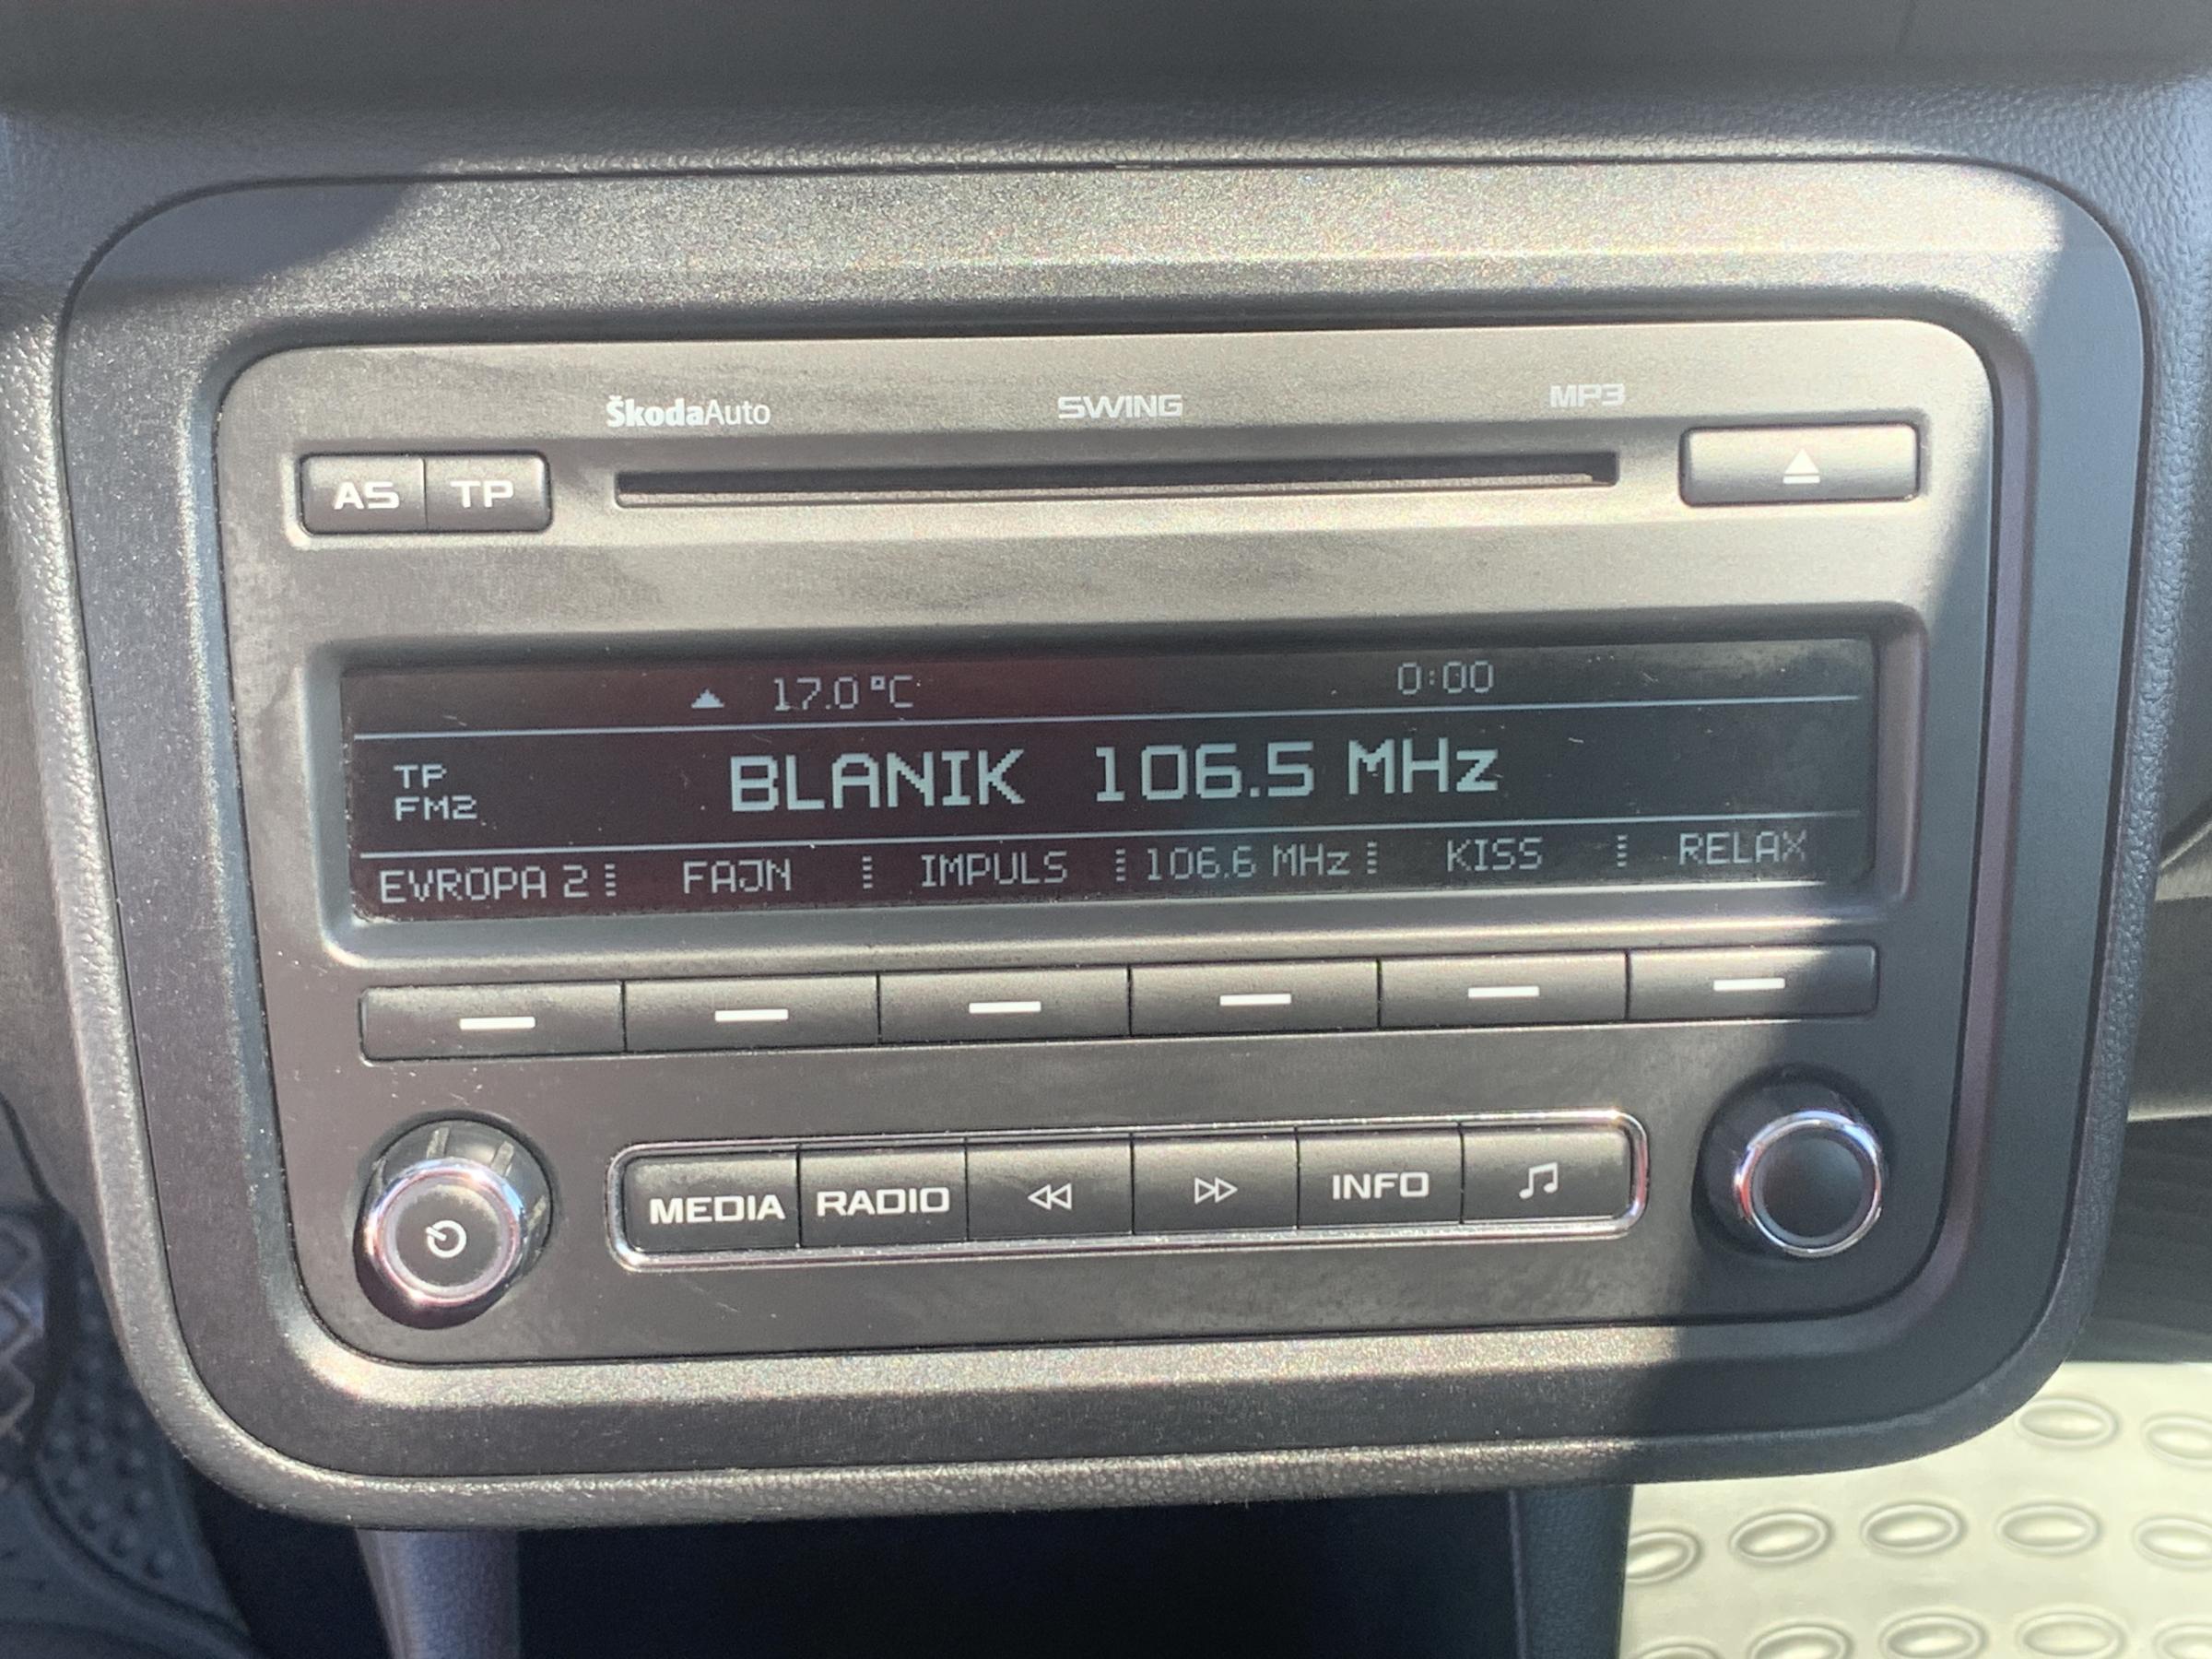 ŠkodaAuto SWING MP3
AS TP
17.0 °C 0:00
TP
FM2
BLANIK 106.5 MHz
EVROPA 2 FAJN IMPULS 106.6 MHz KISS RELAX
MEDIA RADIO INFO